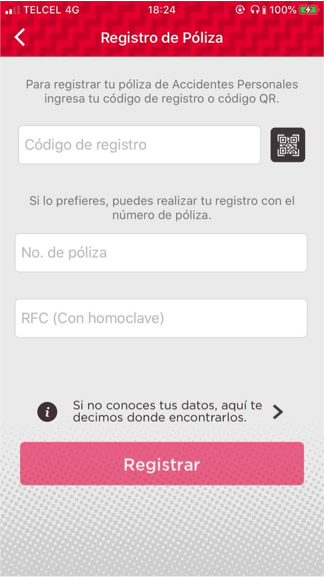 TELCEL 4G 18:24 100%
Registro de Póliza
Para registrar tu póliza de Accidentes Personales
ingresa tu código de registro o código QR.
Código de registro
Si lo prefieres, puedes realizar tu registro con el
número de póliza.
No. de póliza
RFC (Con homoclave)
Si no conoces tus datos, aquí te
decimos donde encontrarlos.
Registrar